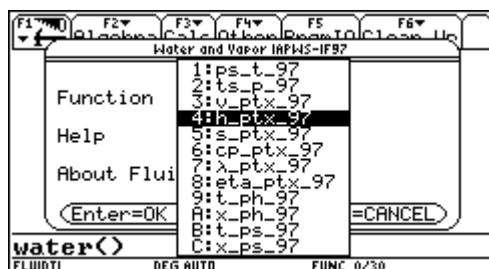 F1 F2 F3 F4 F5 F6
Algebra Calc Other PrgmIO Clean Up
Water and Vapor IAPWS-IF97
1:ps_t_97
2:ts_p_97
3:v_ptx_97
Function
4:h_ptx_97
Help
5:s_ptx_97
6:cp_ptx_97
7:λ_ptx_97
About Flui
8:eta_ptx_97
9:t_ph_97
Enter=OK
A:x_ph_97
=CANCEL
B:t_ps_97
C:x_ps_97
water()
FLUIDTI DEG AUTO FUNC 0/30